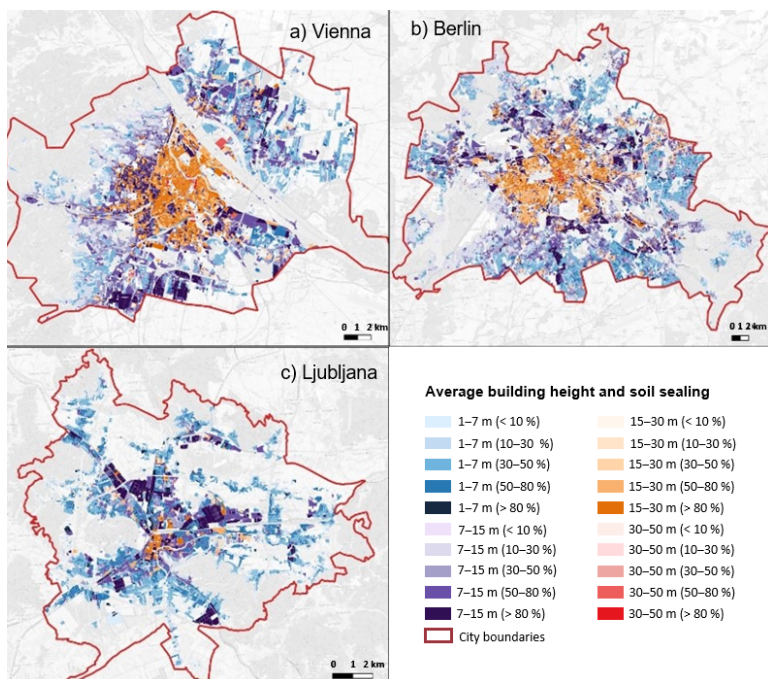 a) Vienna
b) Berlin
0 1 2 km
0 1 2 km
c) Ljubljana
0 1 2 km
Average building height and soil sealing
1–7 m (< 10 %)
1–7 m (10–30 %)
1–7 m (30–50 %)
1–7 m (50–80 %)
1–7 m (> 80 %)
7–15 m (< 10 %)
7–15 m (10–30 %)
7–15 m (30–50 %)
7–15 m (50–80 %)
7–15 m (> 80 %)
15–30 m (< 10 %)
15–30 m (10–30 %)
15–30 m (30–50 %)
15–30 m (50–80 %)
15–30 m (> 80 %)
30–50 m (< 10 %)
30–50 m (10–30 %)
30–50 m (30–50 %)
30–50 m (50–80 %)
30–50 m (> 80 %)
City boundaries